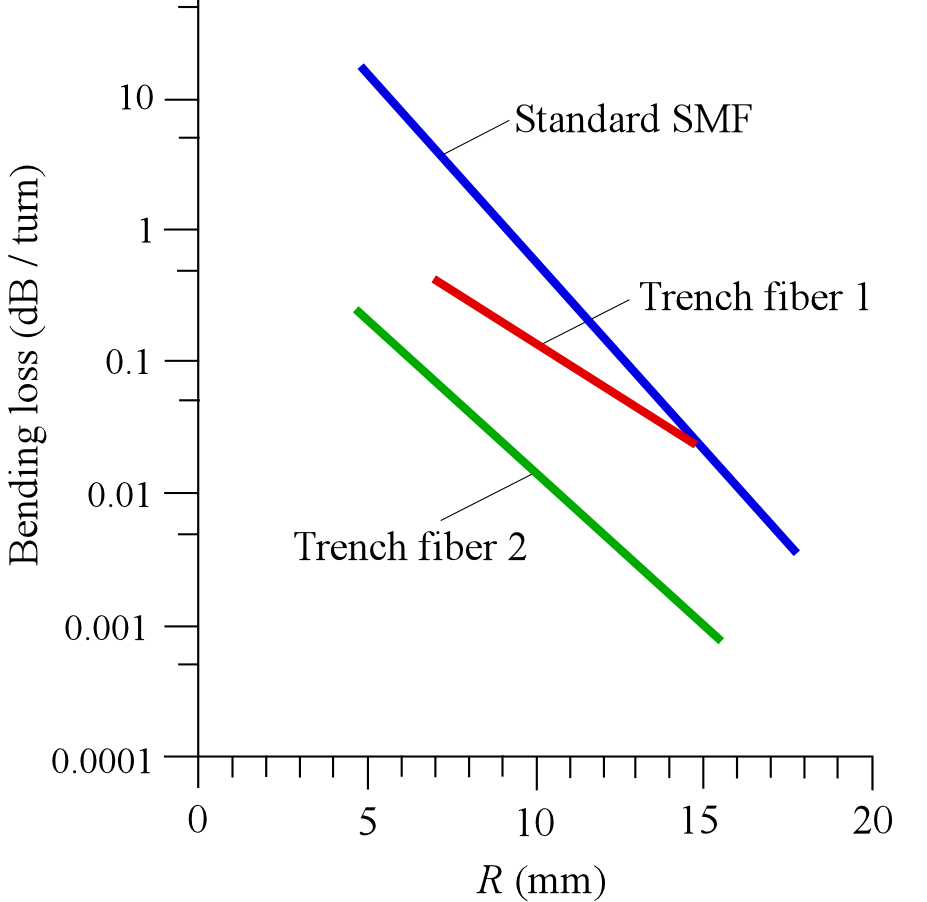 10
Standard SMF
1
Trench fiber 1
0.1
0.01
Trench fiber 2
0.001
0.0001
Bending loss (dB / turn)
0 5 10 15 20
R (mm)